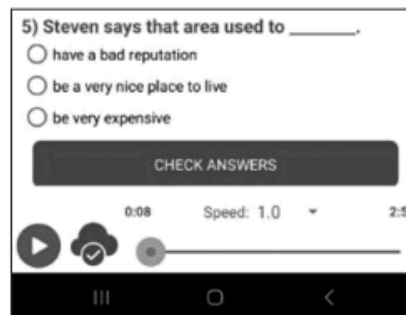 5) Steven says that area used to _______.
have a bad reputation
be a very nice place to live
be very expensive
CHECK ANSWERS
0:08 Speed: 1.0